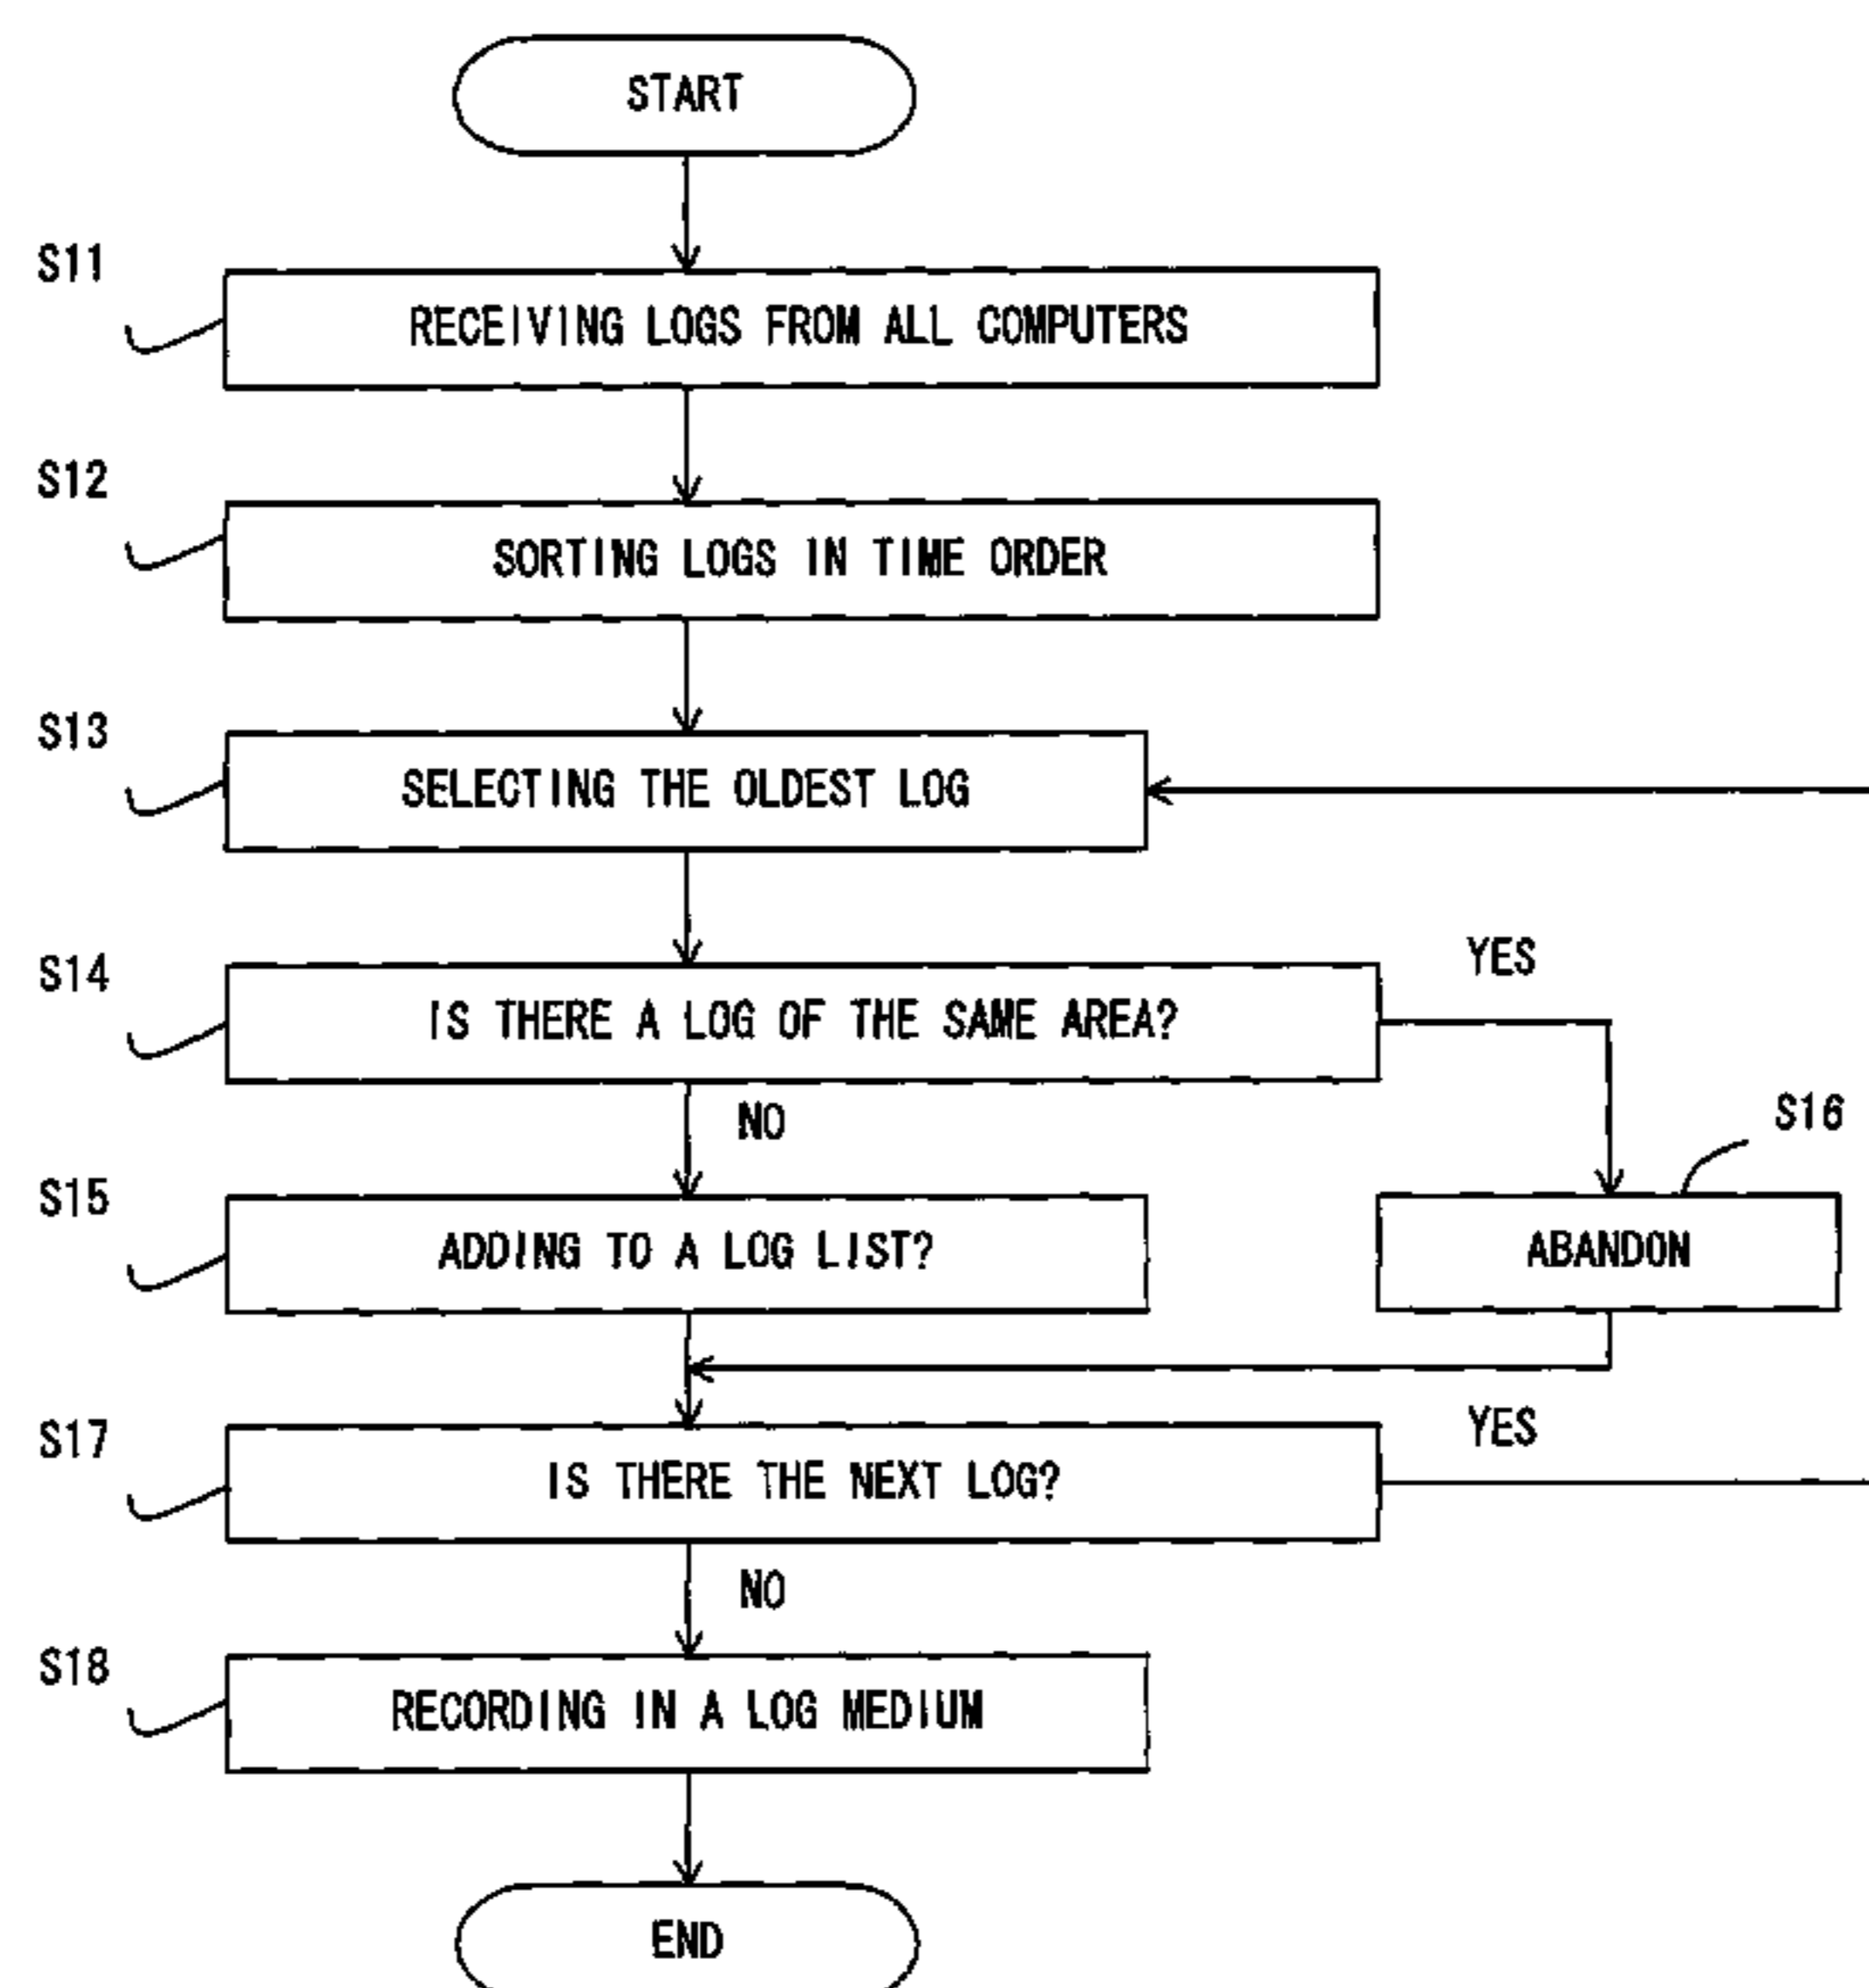 START
S11
RECEIVING LOGS FROM ALL COMPUTERS
S12
SORTING LOGS IN TIME ORDER
S13
SELECTING THE OLDEST LOG
S14
IS THERE A LOG OF THE SAME AREA?
YES
NO
S15
ADDING TO A LOG LIST?
S16
ABANDON
S17
IS THERE THE NEXT LOG?
YES
NO
S18
RECORDING IN A LOG MEDIUM
END